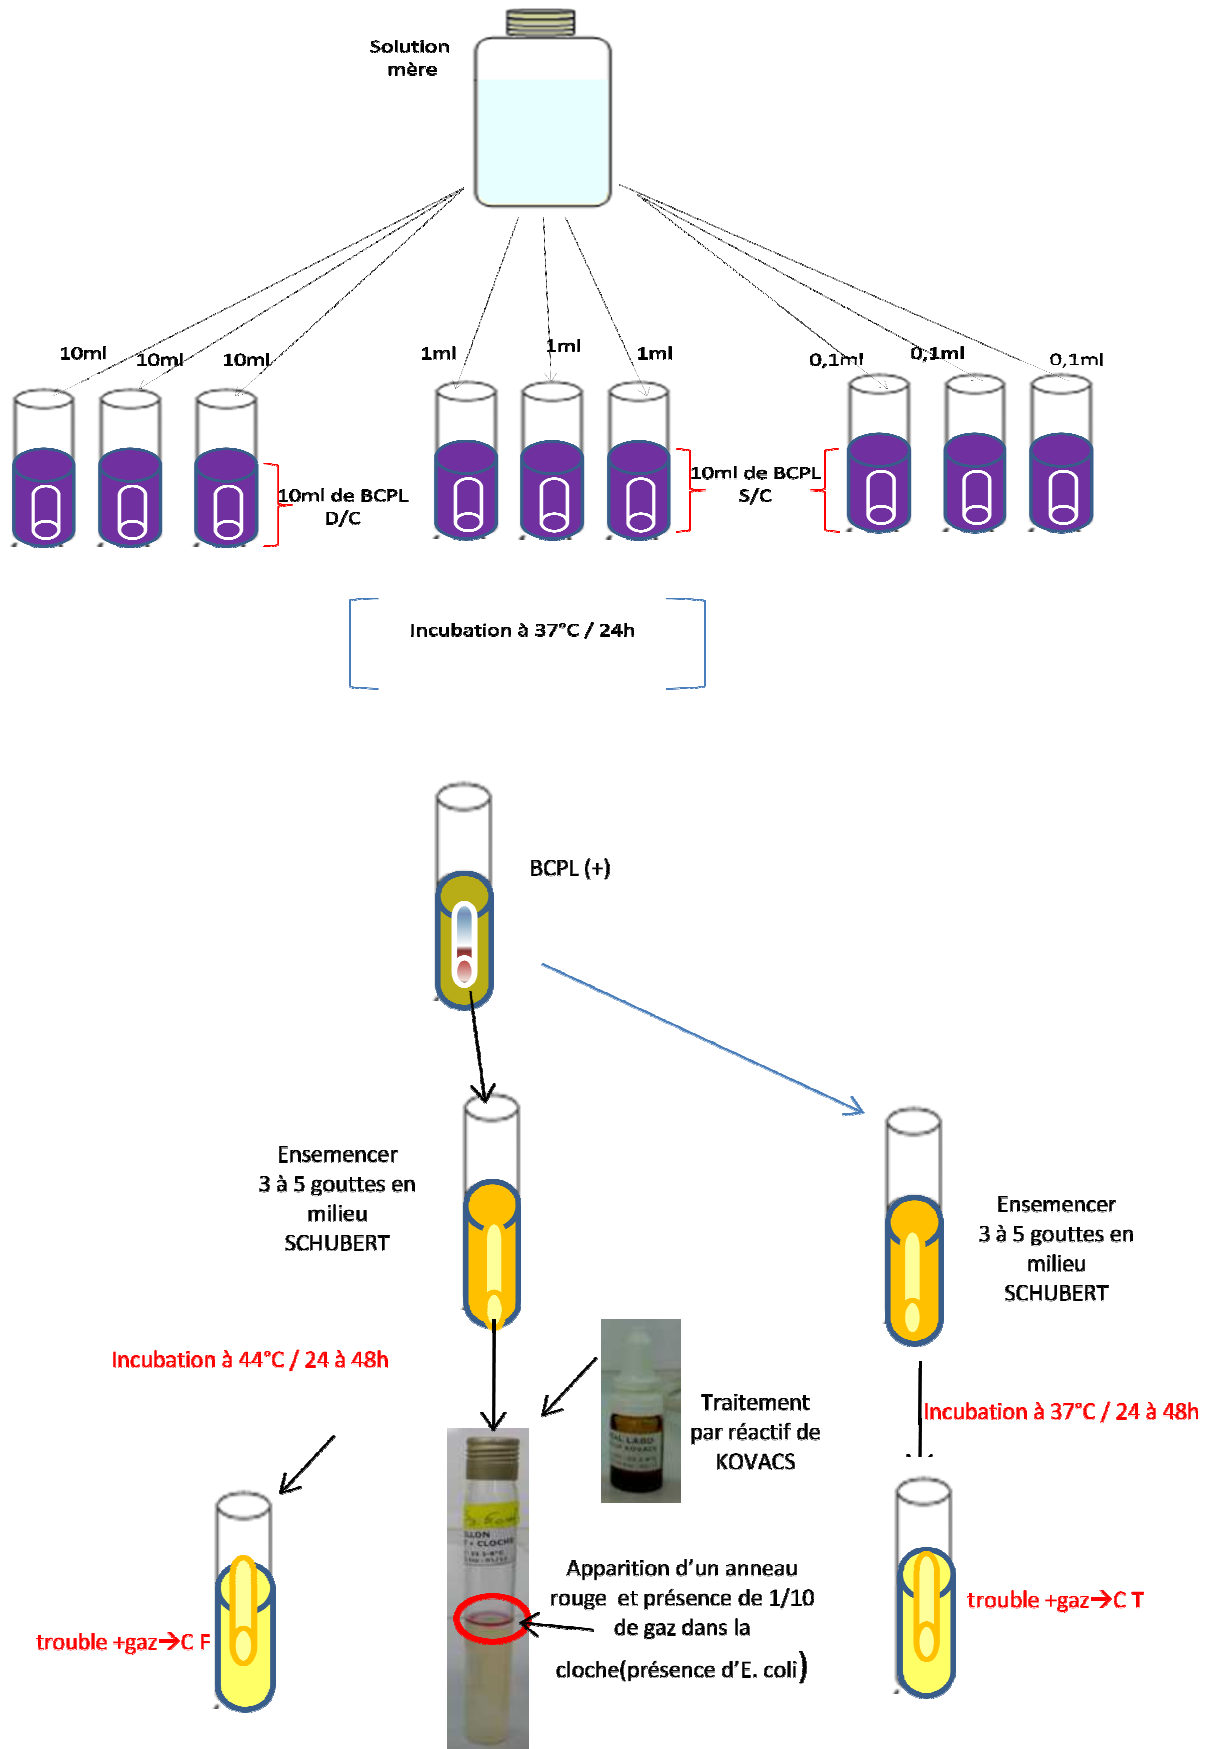 Solution
mère
10ml
10ml
10ml
1ml
1ml
1ml
0,1ml
0,1ml
0,1ml
10ml de BCPL
D/C
10ml de BCPL
S/C
Incubation à 37°C / 24h
BCPL (+)
Ensemencer
3 à 5 gouttes en
milieu
SCHUBERT
Ensemencer
3 à 5 gouttes en
milieu
SCHUBERT
Incubation à 44°C / 24 à 48h
Traitement
par réactif de
KOVACS
Incubation à 37°C / 24 à 48h
KOVACS
+ CLOCHE
Apparition d'un anneau
rouge et présence de 1/10
de gaz dans la
cloche(présence d'E. coli)
trouble +gaz→C F
trouble +gaz→C T